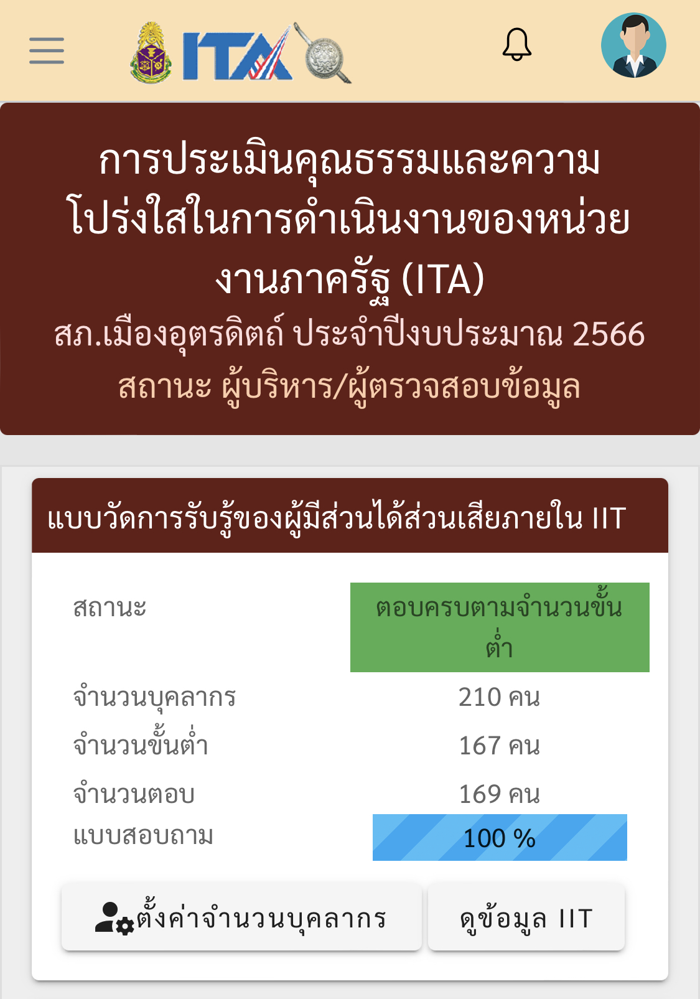 ITA
การประเมินคุณธรรมและความ
โปร่งใสในการดำเนินงานของหน่วย
งานภาครัฐ (ITA)
สภ.เมืองอุตรดิตถ์ ประจำปีงบประมาณ 2566
สถานะ ผู้บริหาร/ผู้ตรวจสอบข้อมูล
แบบวัดการรับรู้ของผู้มีส่วนได้ส่วนเสียภายใน IIT
สถานะ ตอบครบตามจำนวนขั้น
ต่ำ
จำนวนบุคลากร 210 คน
จำนวนขั้นต่ำ 167 คน
จำนวนตอบ 169 คน
แบบสอบถาม 100 %
ตั้งค่าจำนวนบุคลากร ดูข้อมูล IIT